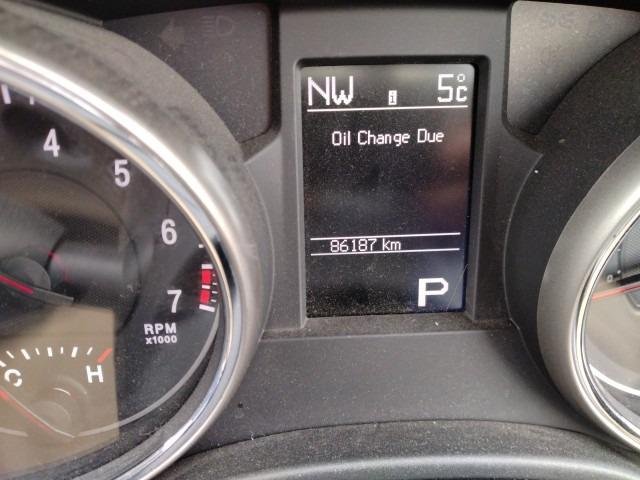 NW i 5°C
Oil Change Due
86187 km
P
4
5
6
7
RPM
x1000
C H